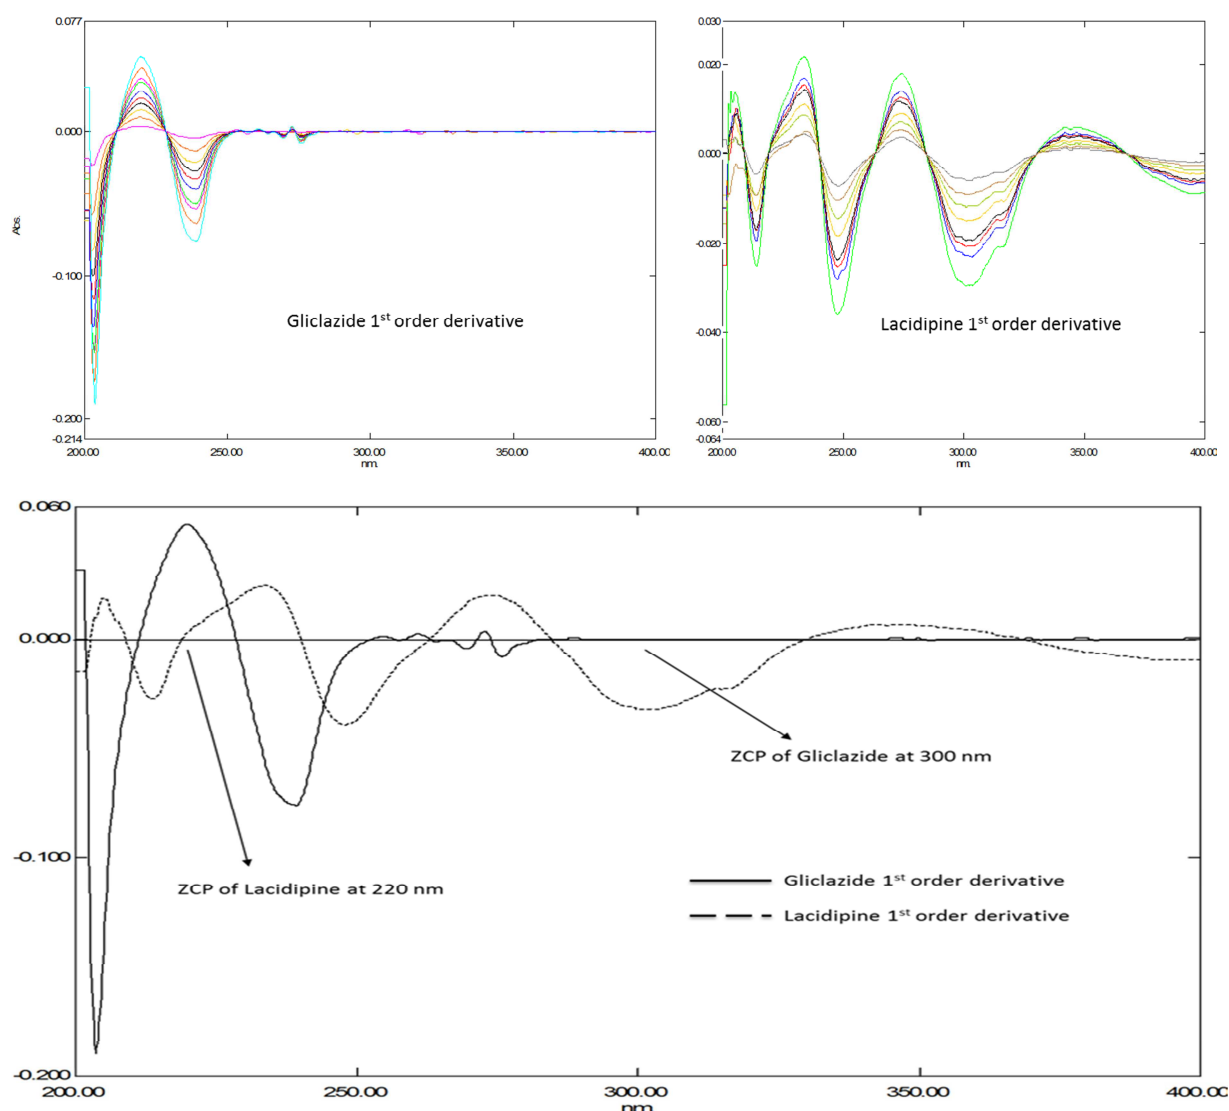 0.077
0.000
Abs.
-0.100
-0.200
-0.214
200.00 250.00 300.00 350.00 400.00
nm.
Gliclazide 1st order derivative
0.030
0.020
0.000
-0.020
-0.040
-0.060
-0.064
200.00 250.00 300.00 350.00 400.00
nm.
Lacidipine 1st order derivative
0.060
0.000
-0.100
-0.200
ZCP of Gliclazide at 300 nm
ZCP of Lacidipine at 220 nm
Gliclazide 1st order derivative
Lacidipine 1st order derivative
200.00 250.00 300.00 350.00 400.00
nm